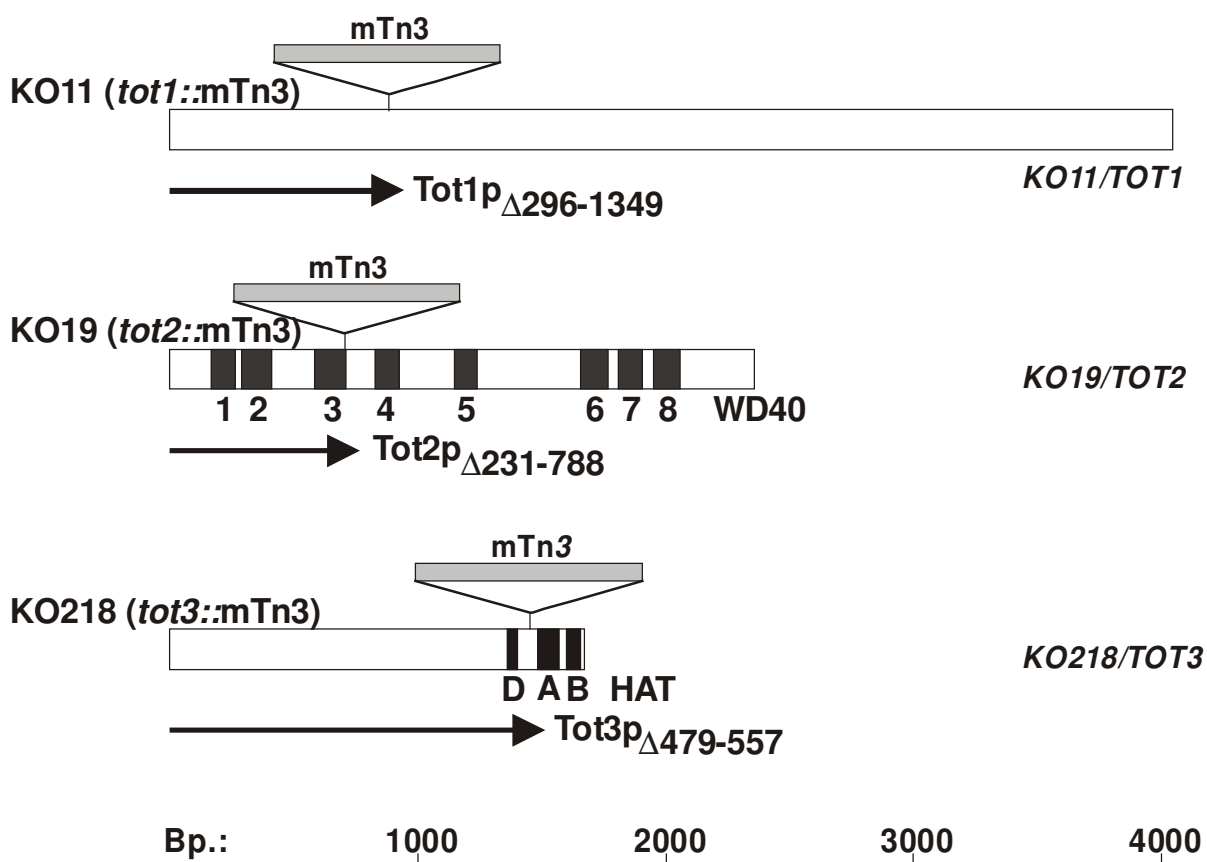 mTn3
KO11 (tot1::mTn3)
KO11/TOT1
Tot1pΔ296-1349
mTn3
KO19 (tot2::mTn3)
KO19/TOT2
1 2 3 4 5 6 7 8 WD40
Tot2pΔ231-788
mTn3
KO218 (tot3::mTn3)
KO218/TOT3
D A B HAT
Tot3pΔ479-557
Bp.: 1000 2000 3000 4000